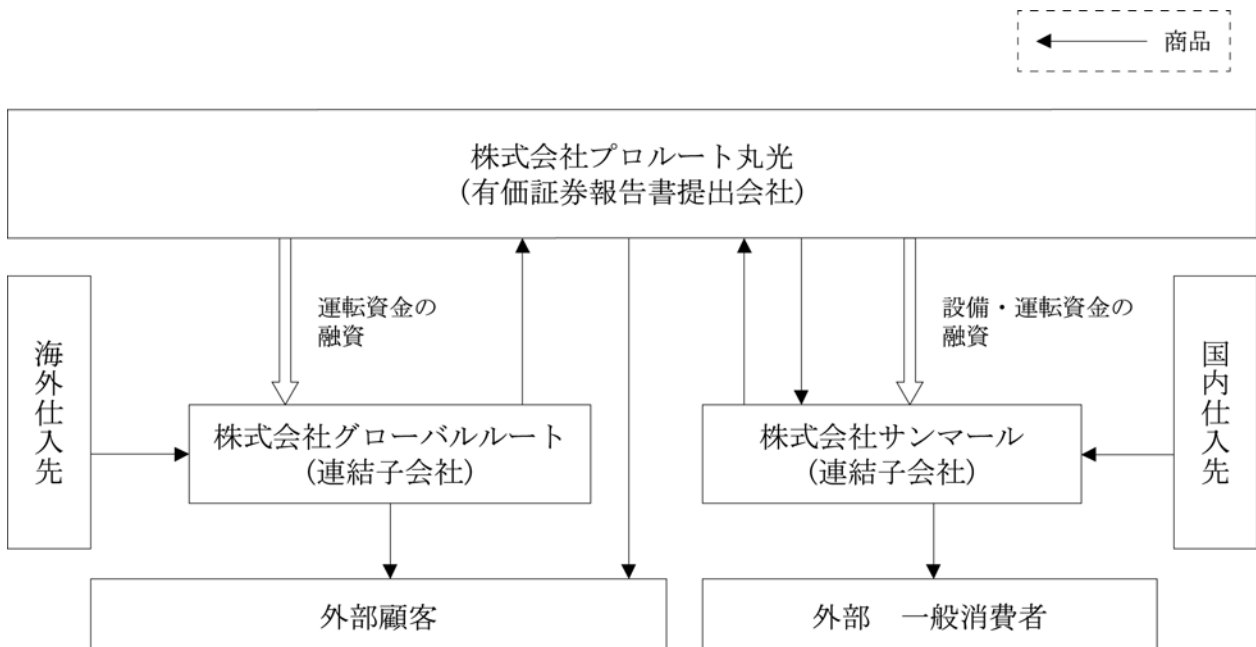 商品
株式会社プロルート丸光
(有価証券報告書提出会社)
運転資金の
融資
設備・運転資金の
融資
海外仕入先
国内仕入先
株式会社グローバルルート
(連結子会社)
株式会社サンマール
(連結子会社)
外部顧客
外部　一般消費者